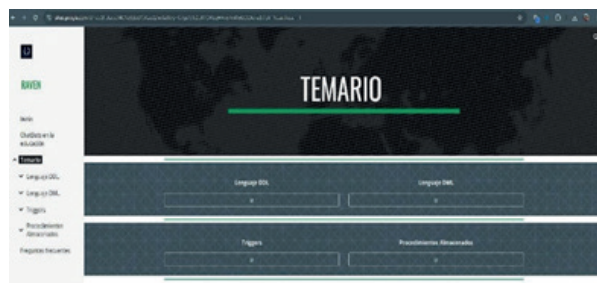 RAVEN
Inicio
Chatbots en la
educación
Temario
Lenguaje DDL
Lenguaje DML
Triggers
Procedimientos
Almacenados
Preguntas frecuentes
TEMARIO
Lenguaje DDL
Lenguaje DML
Triggers
Procedimientos Almacenados